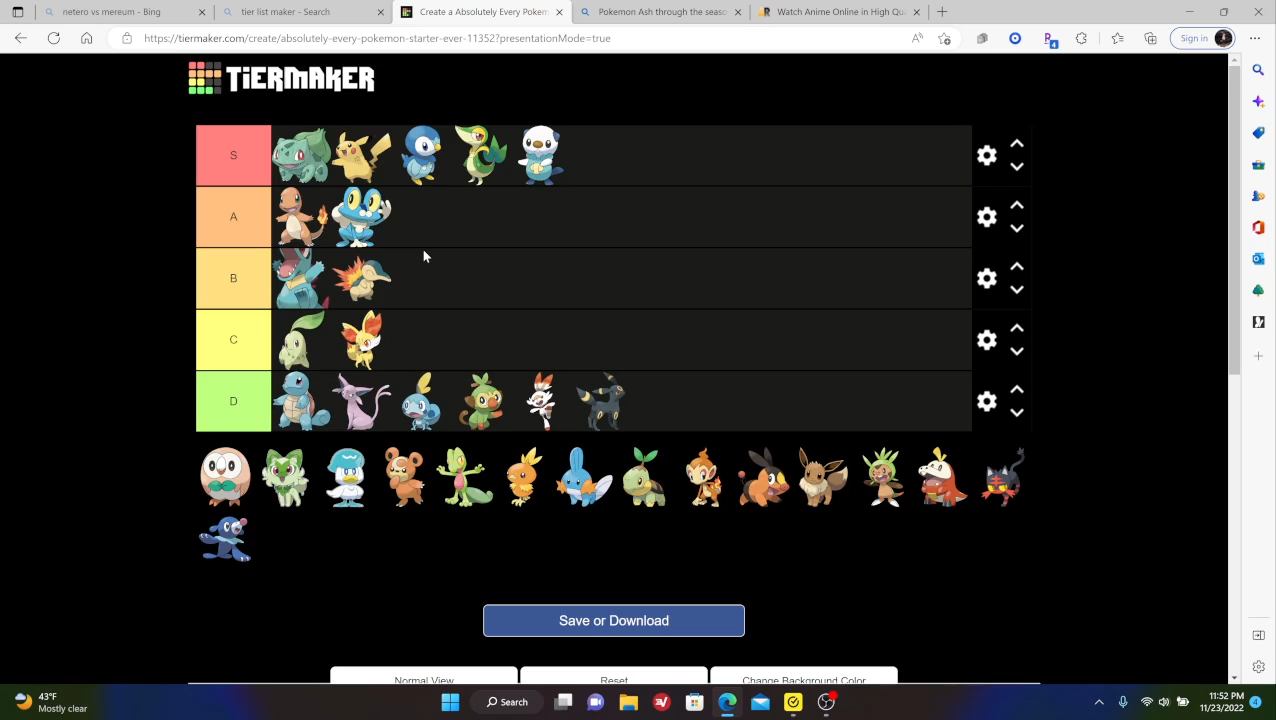 netero vs mereum - Bing
tier list maker - Search
Create a Absolutely Every Pokem
Pokemon Ash through the seaso
Watch Anime Online in High Qu
https://tiermaker.com/create/absolutely-every-pokemon-starter-ever-11352?presentationMode=true
Sign in
TiERMAKER
S
A
B
C
D
Save or Download
Normal View
Reset
Change Background Color
43°F
Mostly clear
Search
11:52 PM
11/23/2022
4